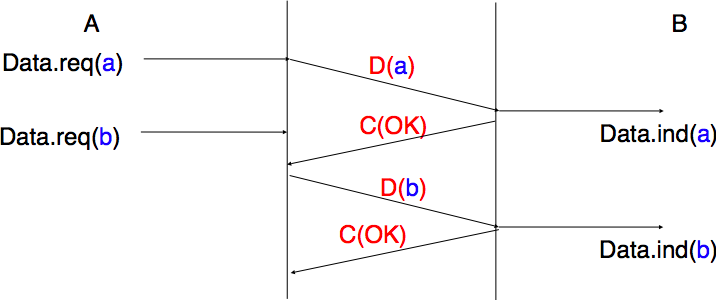 A
B
Data.req(a)
D(a)
Data.req(b)
C(OK)
Data.ind(a)
D(b)
C(OK)
Data.ind(b)